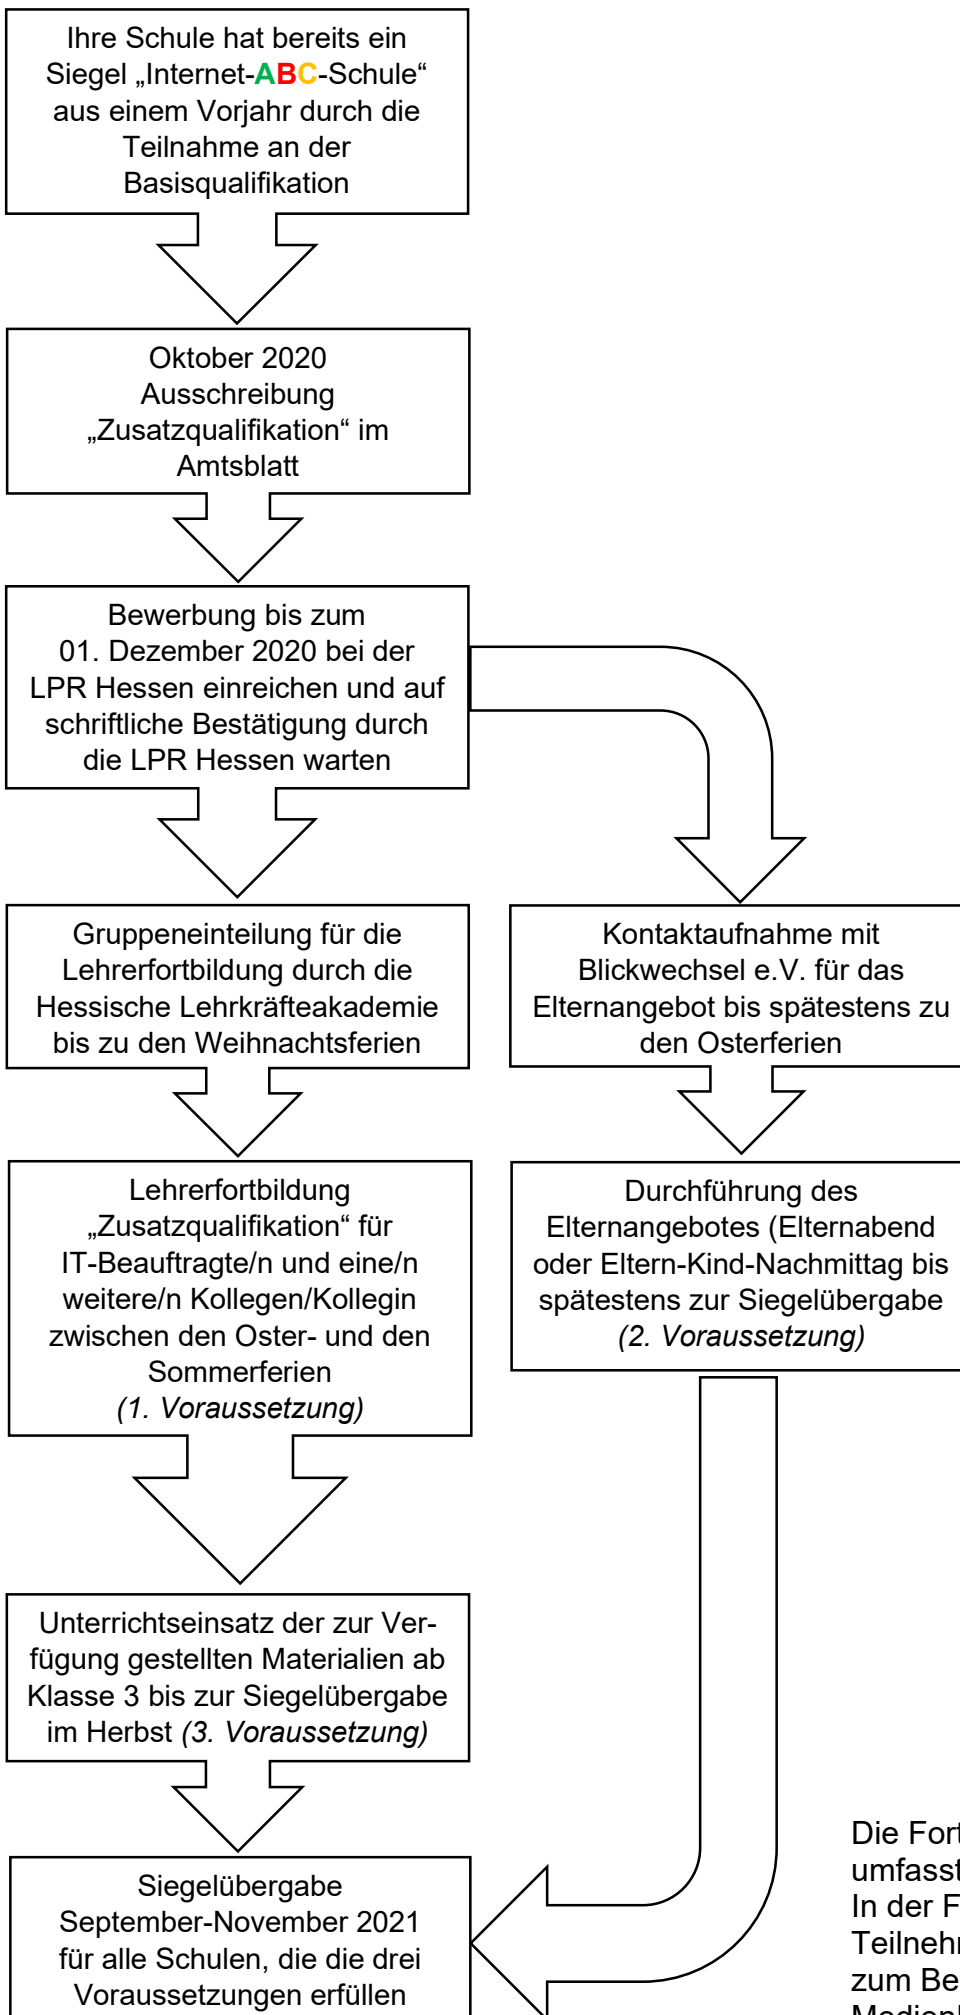 Ihre Schule hat bereits ein
Siegel „Internet-ABC-Schule“
aus einem Vorjahr durch die
Teilnahme an der
Basisqualifikation
Oktober 2020
Ausschreibung
„Zusatzqualifikation“ im
Amtsblatt
Bewerbung bis zum
01. Dezember 2020 bei der
LPR Hessen einreichen und auf
schriftliche Bestätigung durch
die LPR Hessen warten
Gruppeneinteilung für die
Lehrerfortbildung durch die
Hessische Lehrkräfteakademie
bis zu den Weihnachtsferien
Kontaktaufnahme mit
Blickwechsel e.V. für das
Elternangebot bis spätestens zu
den Osterferien
Lehrerfortbildung
„Zusatzqualifikation“ für
IT-Beauftragte/n und eine/n
weitere/n Kollegen/Kollegin
zwischen den Oster- und den
Sommerferien
(1. Voraussetzung)
Durchführung des
Elternangebotes (Elternabend
oder Eltern-Kind-Nachmittag bis
spätestens zur Siegelübergabe
(2. Voraussetzung)
Unterrichtseinsatz der zur Ver-
fügung gestellten Materialien ab
Klasse 3 bis zur Siegelübergabe
im Herbst (3. Voraussetzung)
Siegelübergabe
September-November 2021
für alle Schulen, die die drei
Voraussetzungen erfüllen
Die
umfasst
In der
zum